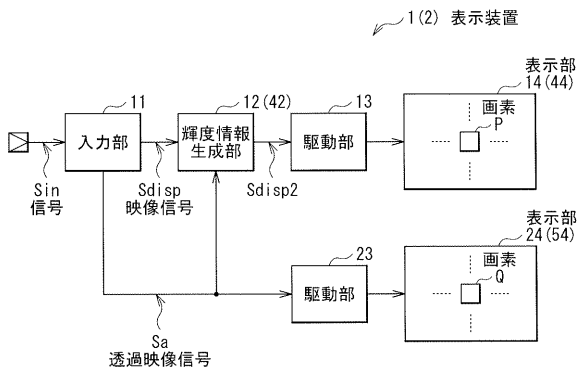 1(2) 表示装置
表示部
14(44)
11
12(42)
13
画素
P
入力部
輝度情報
生成部
駆動部
Sin
信号
Sdisp
映像信号
Sdisp2
表示部
24(54)
23
画素
Q
駆動部
Sa
透過映像信号